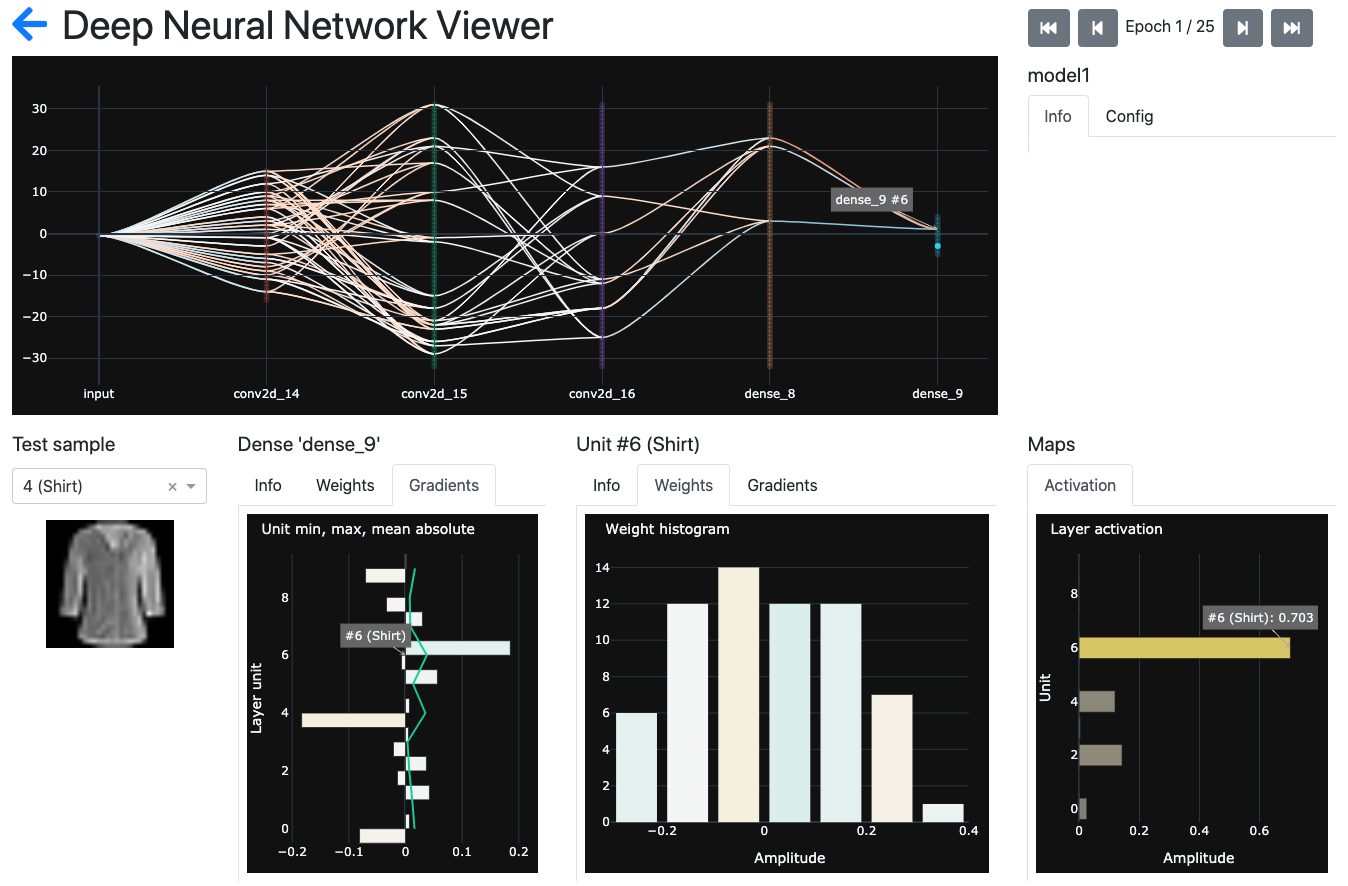 Deep Neural Network Viewer
Epoch 1 / 25
model1
Info
Config
30
20
10
0
−10
−20
−30
dense_9 #6
input
conv2d_14
conv2d_15
conv2d_16
dense_8
dense_9
Test sample
4 (Shirt)
×
Dense 'dense_9'
Info
Weights
Gradients
Unit min, max, mean absolute
8
6
4
2
0
#6 (Shirt)
Layer unit
−0.2
−0.1
0
0.1
0.2
Unit #6 (Shirt)
Info
Weights
Gradients
Weight histogram
14
12
10
8
6
4
2
0
−0.2
0
0.2
0.4
Amplitude
Maps
Activation
Layer activation
8
6
4
2
0
#6 (Shirt): 0.703
Unit
0
0.2
0.4
0.6
Amplitude